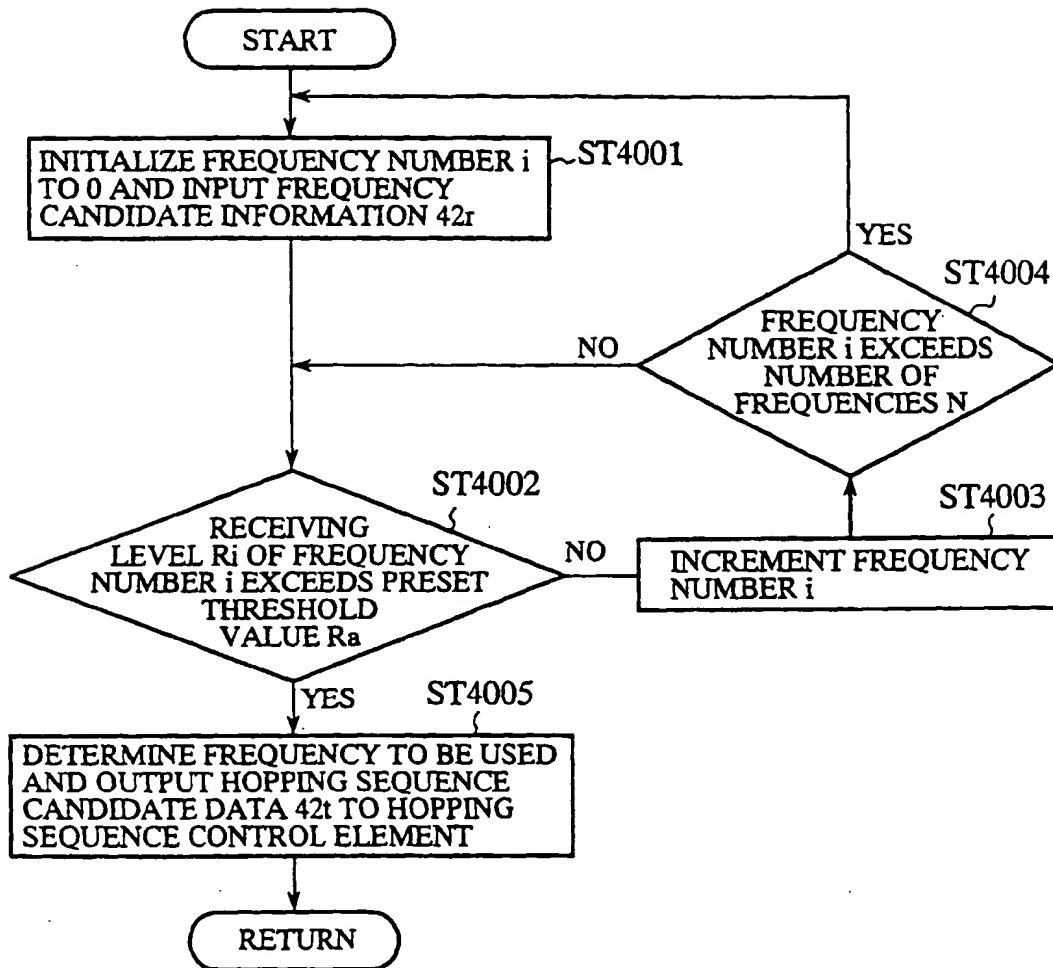 START
INITIALIZE FREQUENCY NUMBER i
TO 0 AND INPUT FREQUENCY
CANDIDATE INFORMATION 42r
ST4001
YES
ST4004
FREQUENCY
NUMBER i EXCEEDS
NUMBER OF
FREQUENCIES N
NO
ST4002
RECEIVING
LEVEL Ri OF FREQUENCY
NUMBER i EXCEEDS PRESET
THRESHOLD
VALUE Ra
NO
ST4003
INCREMENT FREQUENCY
NUMBER i
YES
ST4005
DETERMINE FREQUENCY TO BE USED
AND OUTPUT HOPPING SEQUENCE
CANDIDATE DATA 42t TO HOPPING
SEQUENCE CONTROL ELEMENT
RETURN